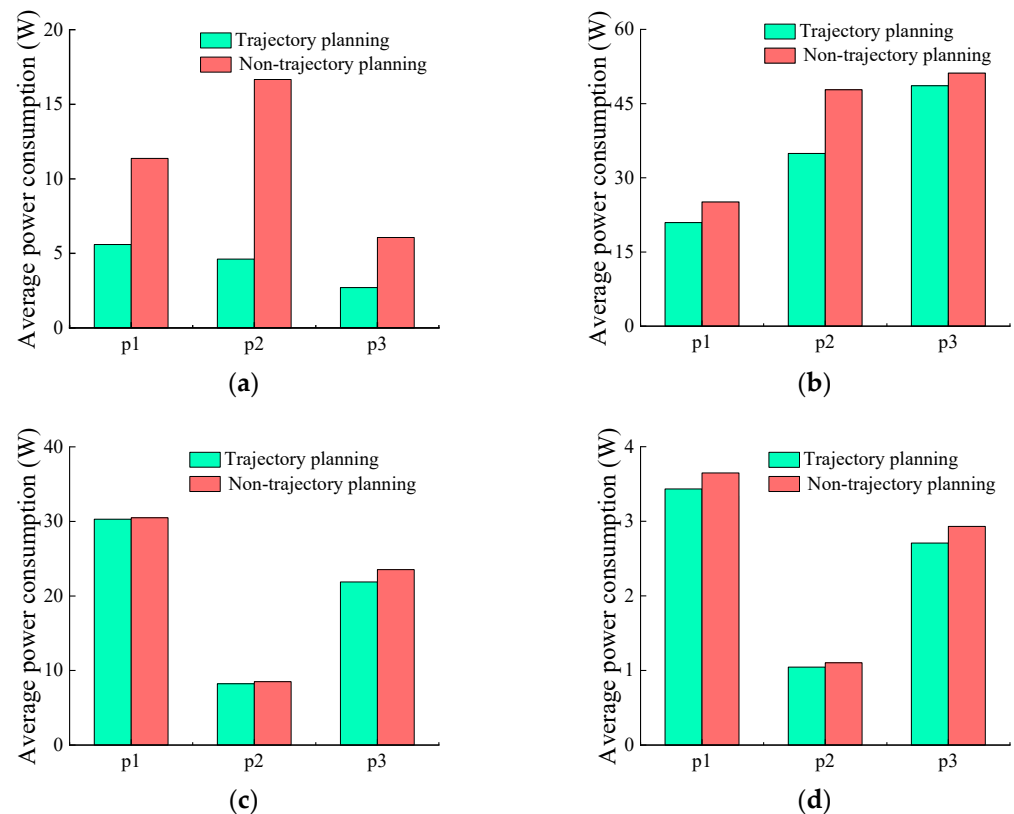 Average power consumption (W)
20
15
10
5
0
Trajectory planning
Non-trajectory planning
p1 p2 p3
(a)
Average power consumption (W)
60
45
30
15
0
Trajectory planning
Non-trajectory planning
p1 p2 p3
(b)
Average power consumption (W)
40
30
20
10
0
Trajectory planning
Non-trajectory planning
p1 p2 p3
(c)
Average power consumption (W)
4
3
2
1
0
Trajectory planning
Non-trajectory planning
p1 p2 p3
(d)